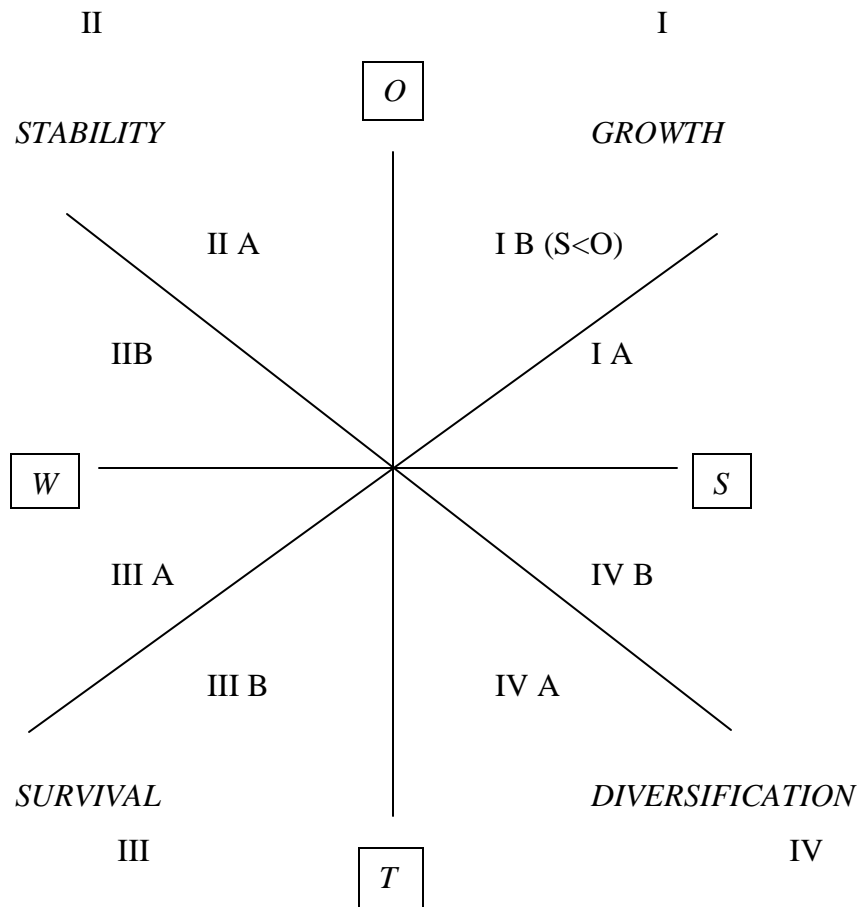 II
I
O
STABILITY
GROWTH
II A
I B (S<O)
IIB
I A
W
S
III A
IV B
III B
IV A
SURVIVAL
DIVERSIFICATION
III
IV
T